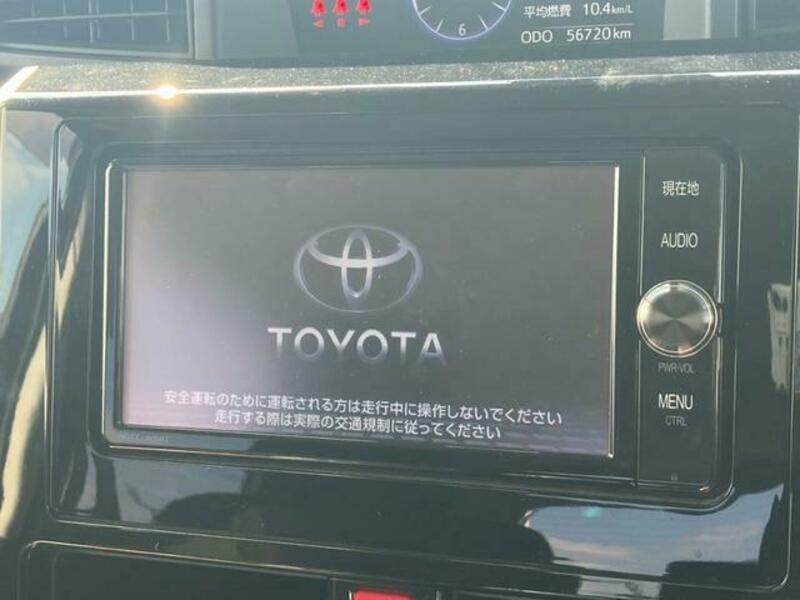 平均燃費 10.4km/L
6
ODO 56720km
現在地
AUDIO
TOYOTA
PWR-VOL
安全運転のために運転される方は走行中に操作しないでください
走行する際は実際の交通規制に従ってください
MENU
CTRL